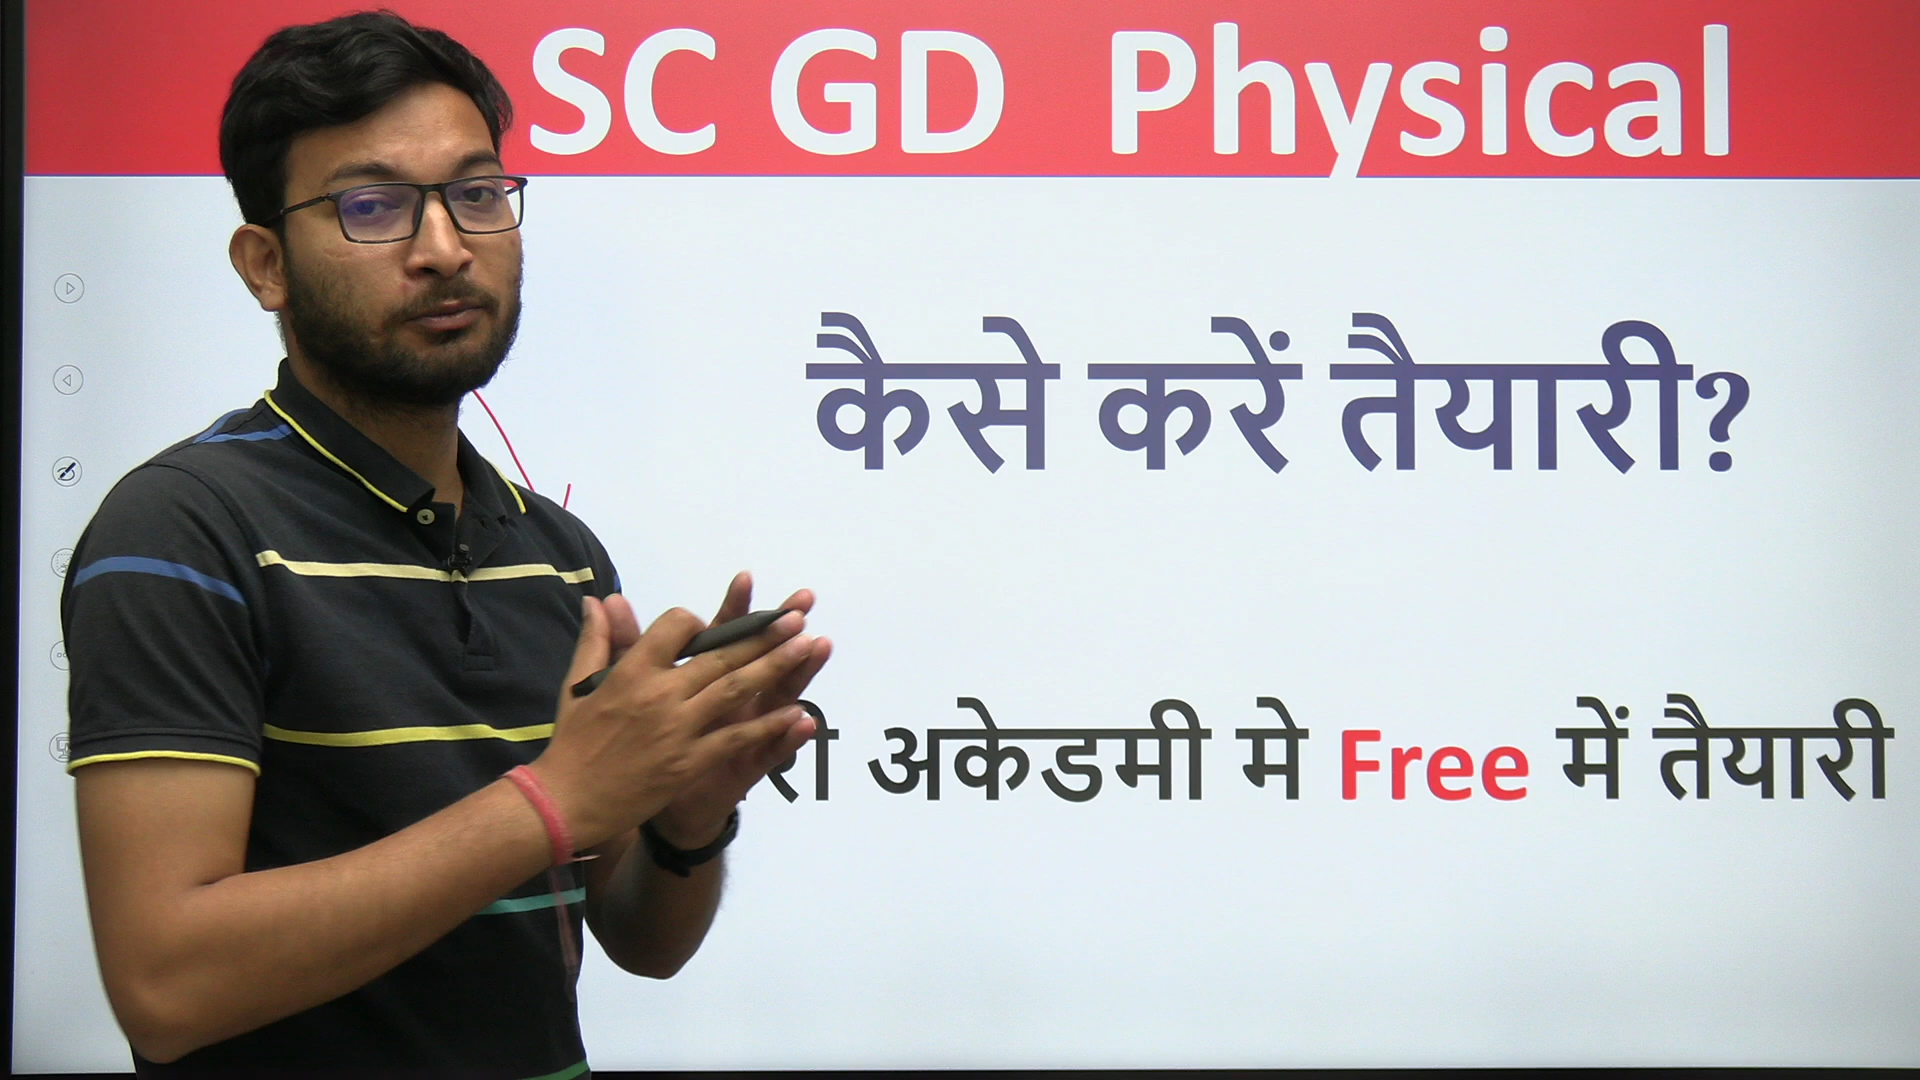 SC GD Physical
कैसे करें तैयारी?
अकेडमी मे Free में तैयारी